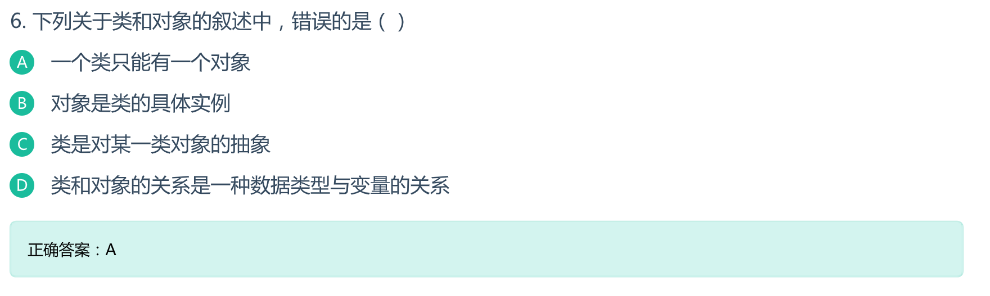 6. 下列关于类和对象的叙述中，错误的是（ ）
A 一个类只能有一个对象
B 对象是类的具体实例
C 类是对某一类对象的抽象
D 类和对象的关系是一种数据类型与变量的关系
正确答案：A